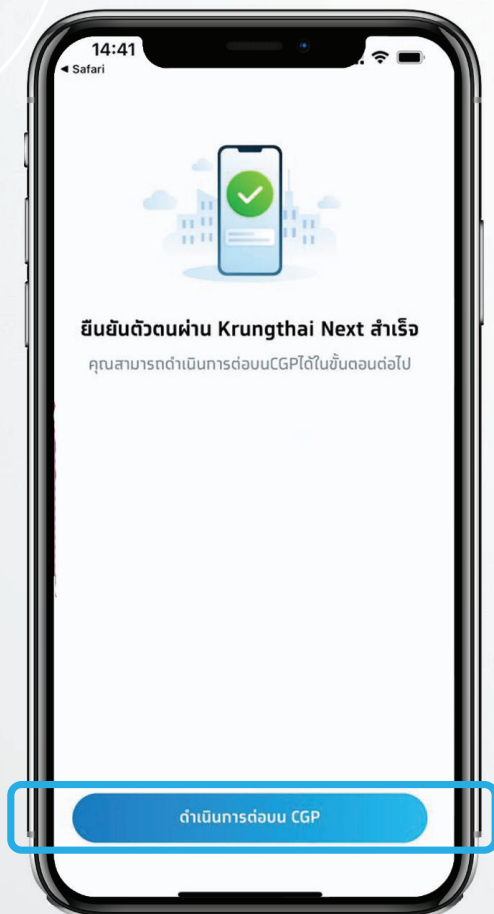 14:41
◀ Safari
ยืนยันตัวตนผ่าน Krungthai Next สำเร็จ
คุณสามารถดำเนินการต่อบนCGPได้ในขั้นตอนต่อไป
ดำเนินการต่อบน CGP